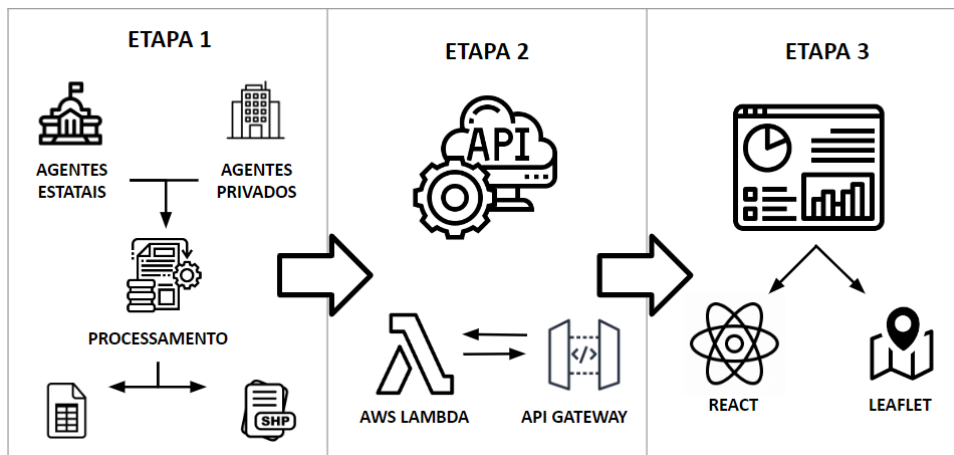 ETAPA 1
AGENTES
ESTATAIS
AGENTES
PRIVADOS
PROCESSAMENTO
SHP
ETAPA 2
API
</>
AWS LAMBDA
API GATEWAY
ETAPA 3
REACT
LEAFLET